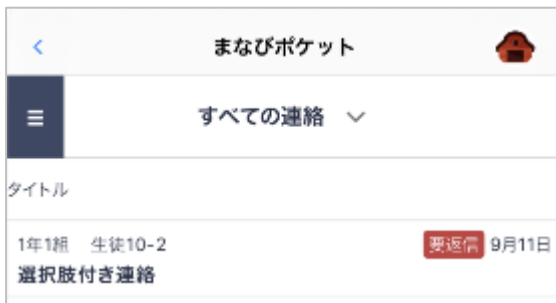 まなびポケット
すべての連絡
タイトル
1年1組 生徒10-2 要返信 9月11日
選択肢付き連絡